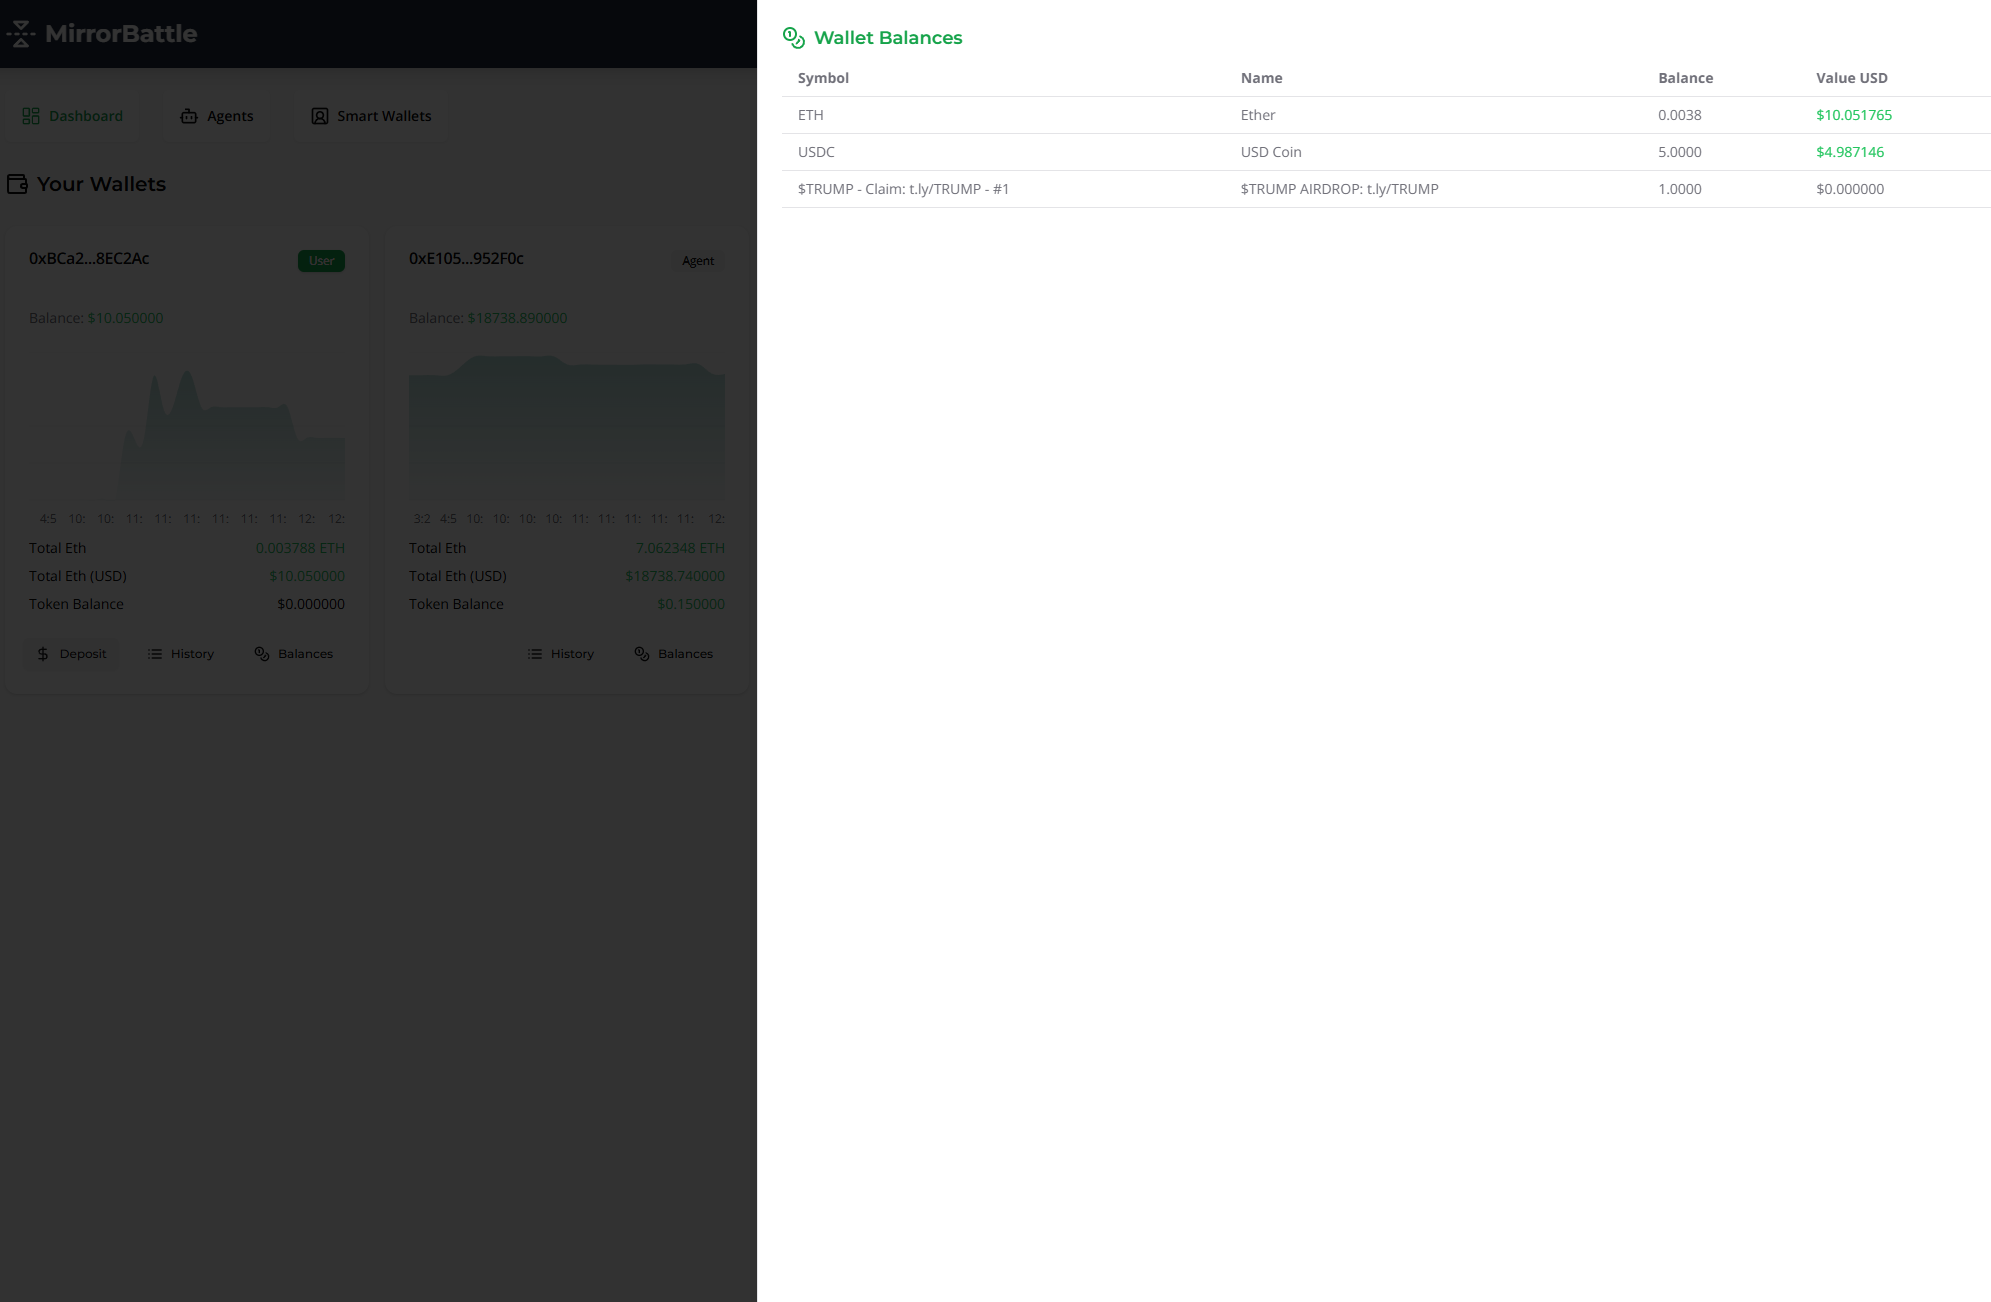 MirrorBattle
Dashboard Agents Smart Wallets
Your Wallets
0xBCa2...8EC2Ac User
Balance: $10.050000
4:5 10: 10: 11: 11: 11: 11: 11: 11: 12: 12:
Total Eth 0.003788 ETH
Total Eth (USD) $10.050000
Token Balance $0.000000
Deposit History Balances
0xE105...952F0c Agent
Balance: $18738.890000
3:2 4:5 10: 10: 10: 10: 11: 11: 11: 11: 11: 12:
Total Eth 7.062348 ETH
Total Eth (USD) $18738.740000
Token Balance $0.150000
History Balances
Wallet Balances
Symbol Name Balance Value USD
ETH Ether 0.0038 $10.051765
USDC USD Coin 5.0000 $4.987146
$TRUMP - Claim: t.ly/TRUMP - #1 $TRUMP AIRDROP: t.ly/TRUMP 1.0000 $0.000000